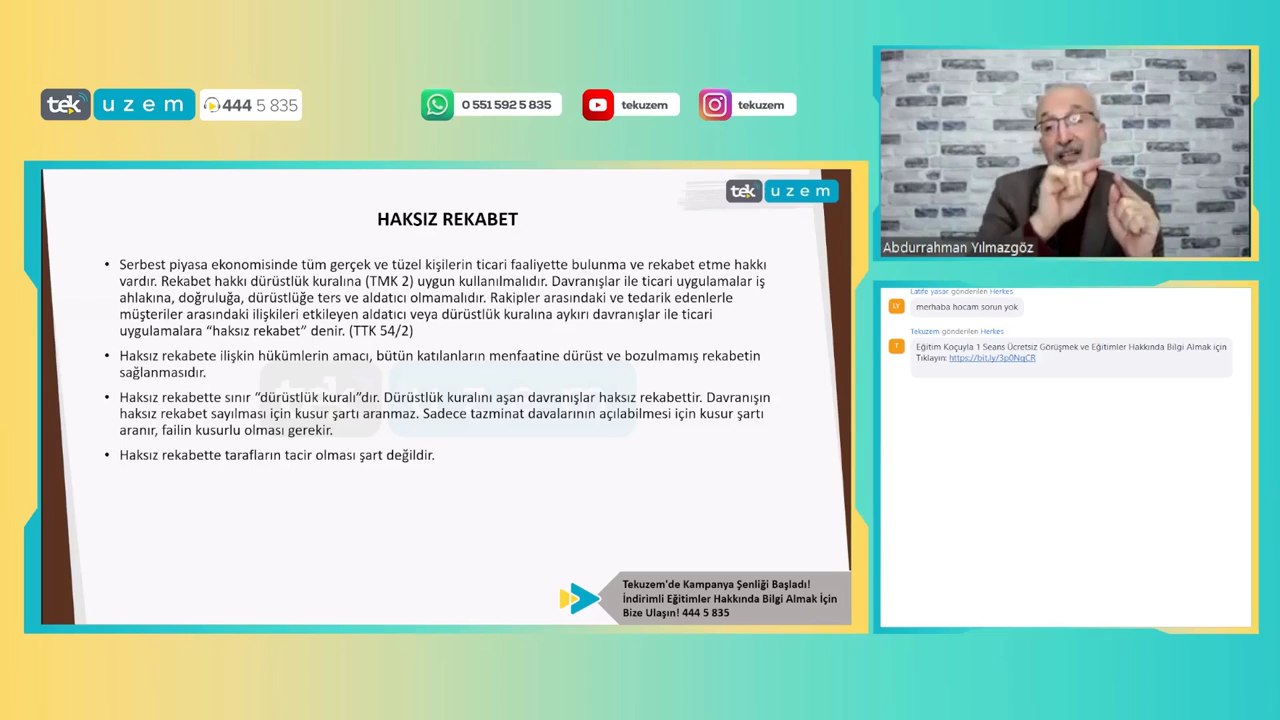 tek uzem 444 5 835
0 551 592 5 835
tekuzem
tekuzem
tek uzem
HAKSIZ REKABET
• Serbest piyasa ekonomisinde tüm gerçek ve tüzel kişilerin ticari faaliyette bulunma ve rekabet etme hakkı
vardır. Rekabet hakkı dürüstlük kuralına (TMK 2) uygun kullanılmalıdır. Davranışlar ile ticari uygulamalar iş
ahlakına, doğruluğa, dürüstlüğe ters ve aldatıcı olmamalıdır. Rakipler arasındaki ve tedarik edenlerle
müşteriler arasındaki ilişkileri etkileyen aldatıcı veya dürüstlük kuralına aykırı davranışlar ile ticari
uygulamalara “haksız rekabet” denir. (TTK 54/2)
• Haksız rekabete ilişkin hükümlerin amacı, bütün katılanların menfaatine dürüst ve bozulmamış rekabetin
sağlanmasıdır.
• Haksız rekabette sınır “dürüstlük kuralı”dır. Dürüstlük kuralını aşan davranışlar haksız rekabettir. Davranışın
haksız rekabet sayılması için kusur şartı aranmaz. Sadece tazminat davalarının açılabilmesi için kusur şartı
aranır, failin kusurlu olması gerekir.
• Haksız rekabette tarafların tacir olması şart değildir.
Tekuzem'de Kampanya Şenliği Başladı!
İndirimli Eğitimler Hakkında Bilgi Almak İçin
Bize Ulaşın! 444 5 835
Abdurrahman Yılmazgöz
Latife yasar gönderilen Herkes
LY
merhaba hocam sorun yok
Tekuzem gönderilen Herkes
T
Eğitim Koçuyla 1 Seans Ücretsiz Görüşmek ve Eğitimler Hakkında Bilgi Almak için
Tıklayın: https://bit.ly/3p0NqCR